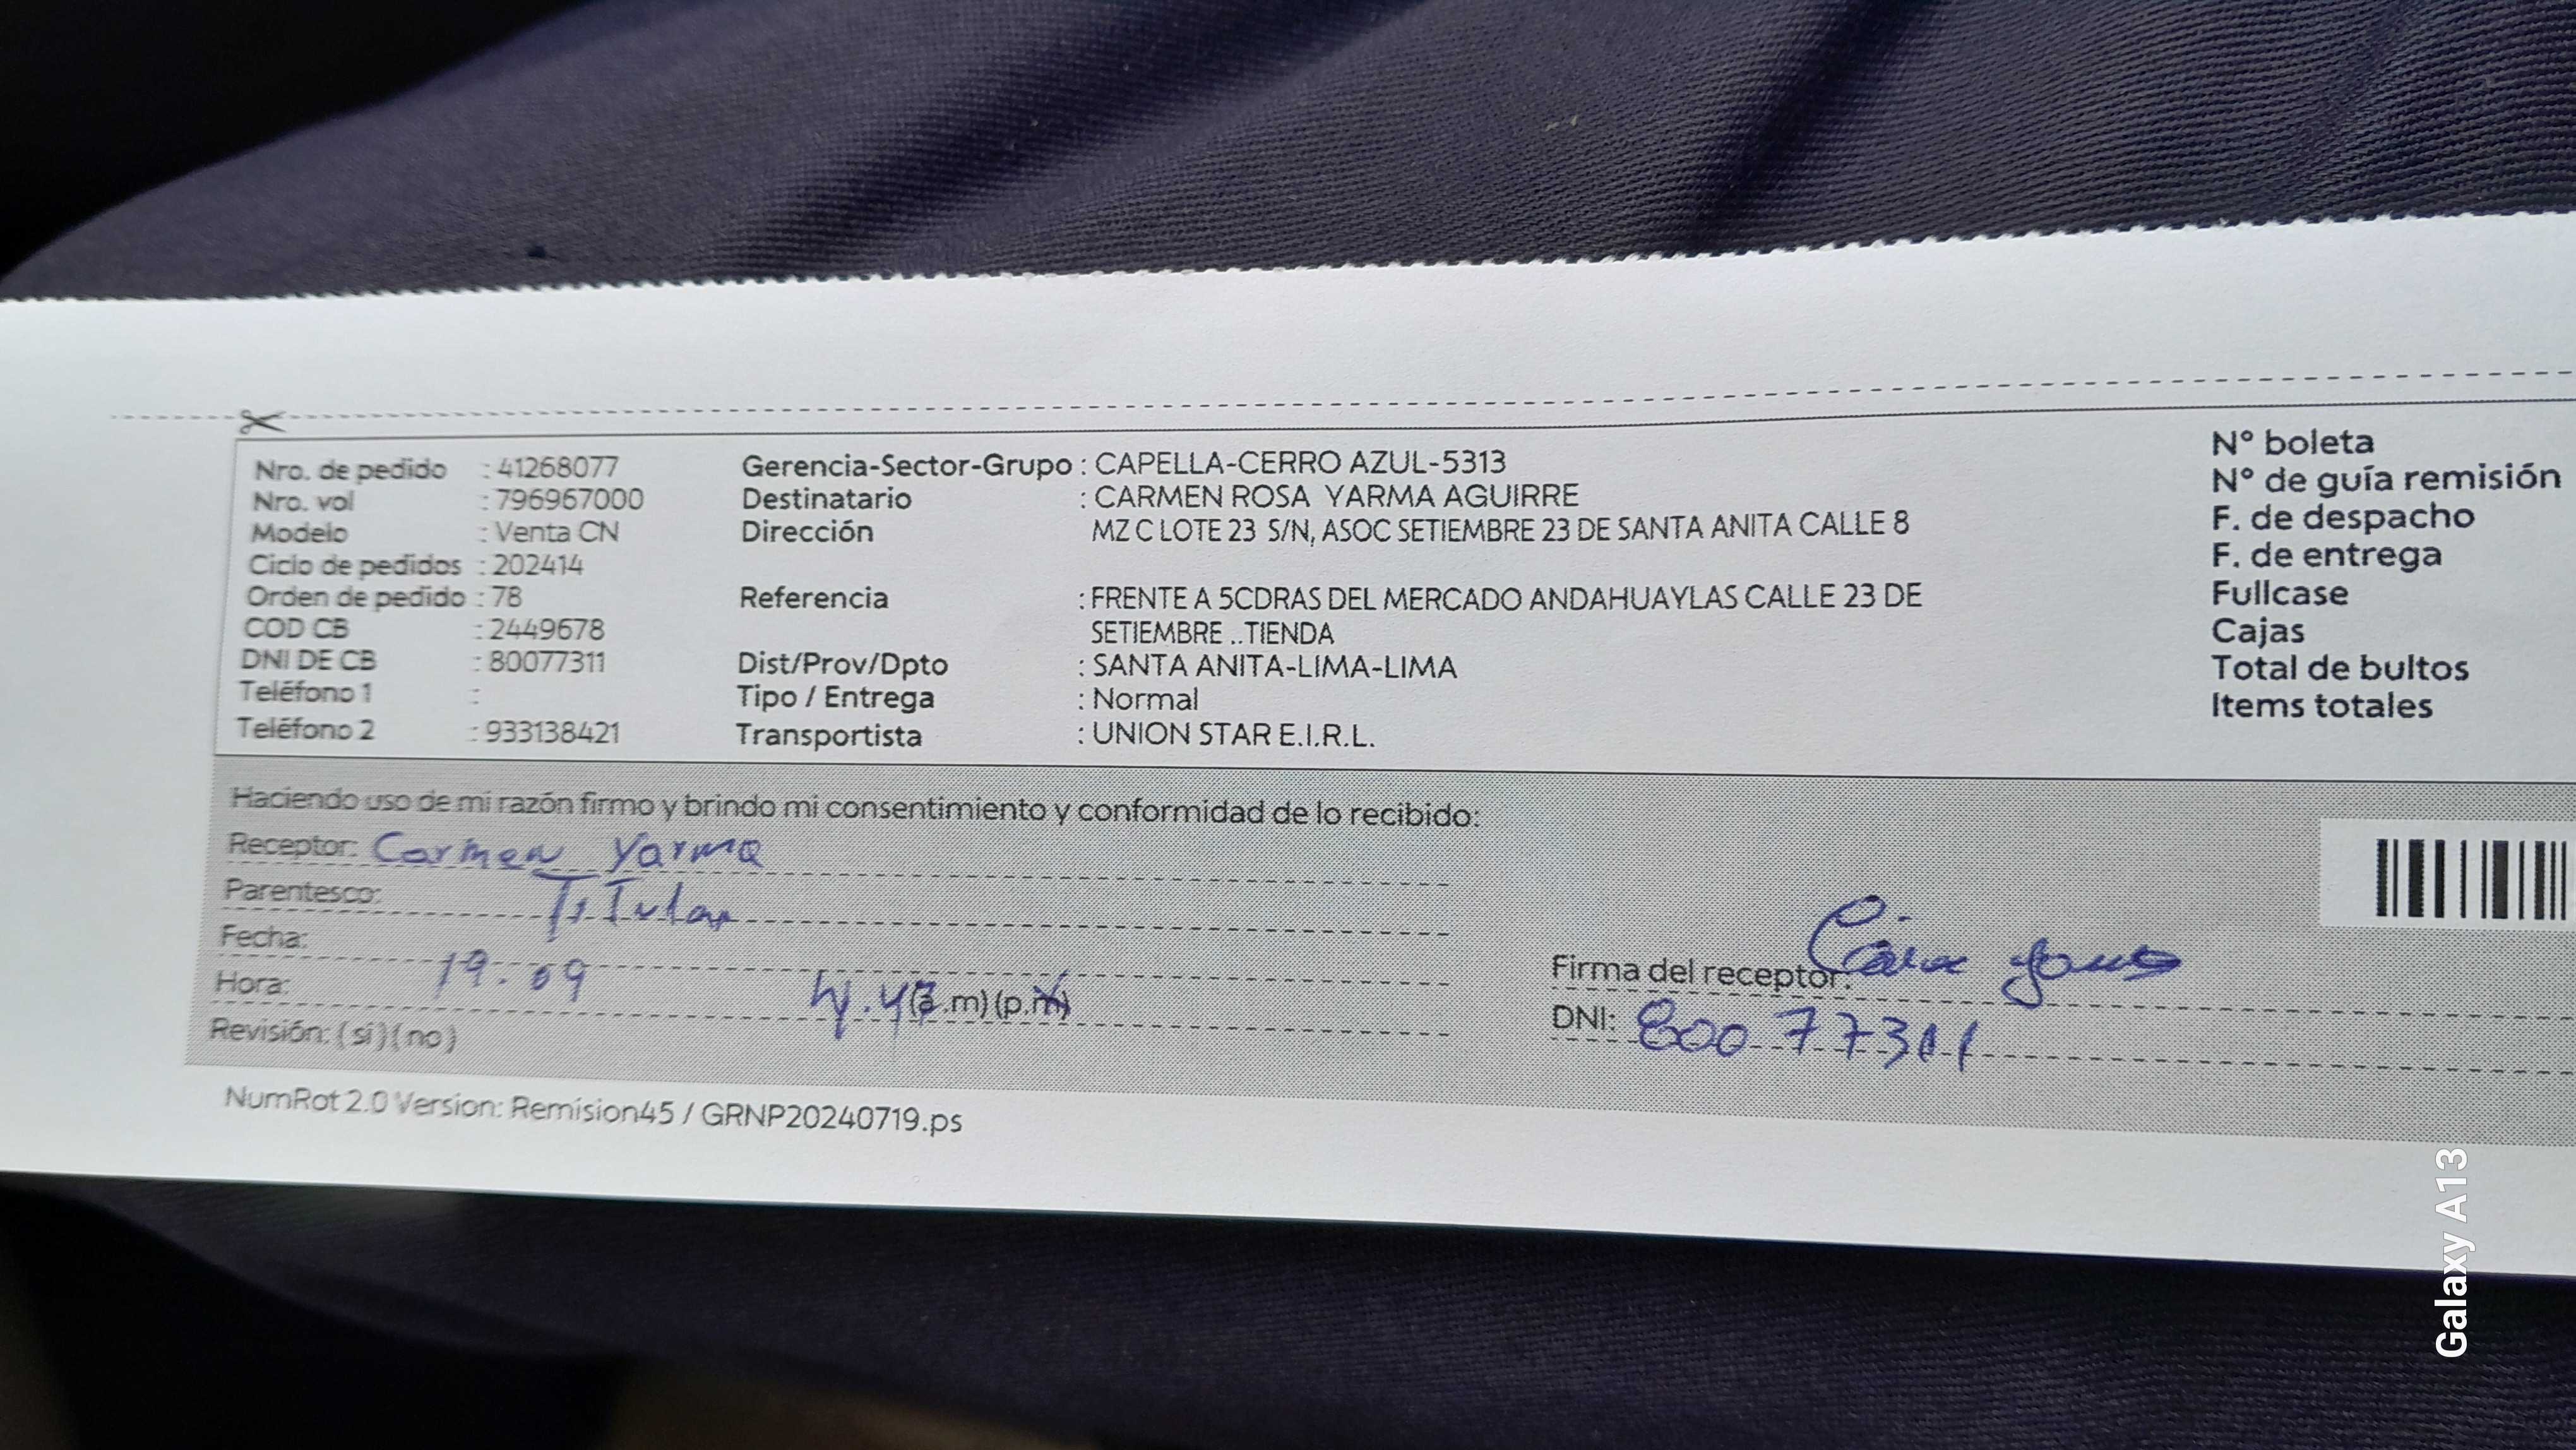 Nro. de pedido : 41268077 Gerencia-Sector-Grupo : CAPELLA-CERRO AZUL-5313 N° boleta
Nro. vol : 796967000 Destinatario : CARMEN ROSA YARMA AGUIRRE N° de guía remisión
Modelo : Venta CN Dirección MZ C LOTE 23 S/N, ASOC SETIEMBRE 23 DE SANTA ANITA CALLE 8 F. de despacho
Ciclo de pedidos : 202414 F. de entrega
Orden de pedido : 78 Referencia : FRENTE A 5CDRAS DEL MERCADO ANDAHUAYLAS CALLE 23 DE Fullcase
COD CB : 2449678 SETIEMBRE ..TIENDA Cajas
DNI DE CB : 80077311 Dist/Prov/Dpto : SANTA ANITA-LIMA-LIMA Total de bultos
Teléfono 1 : Tipo / Entrega : Normal Items totales
Teléfono 2 : 933138421 Transportista : UNION STAR E.I.R.L.
Haciendo uso de mi razón firmo y brindo mi consentimiento y conformidad de lo recibido:
Receptor: Carmen Yarma
Parentesco: Titular
Fecha: 19.09
Hora: (a.m) (p.m)
Firma del receptor:
Revisión: (si) (no)
DNI: 80077311
NumRot 2.0 Version: Remision45 / GRNP20240719.ps
Galaxy A13